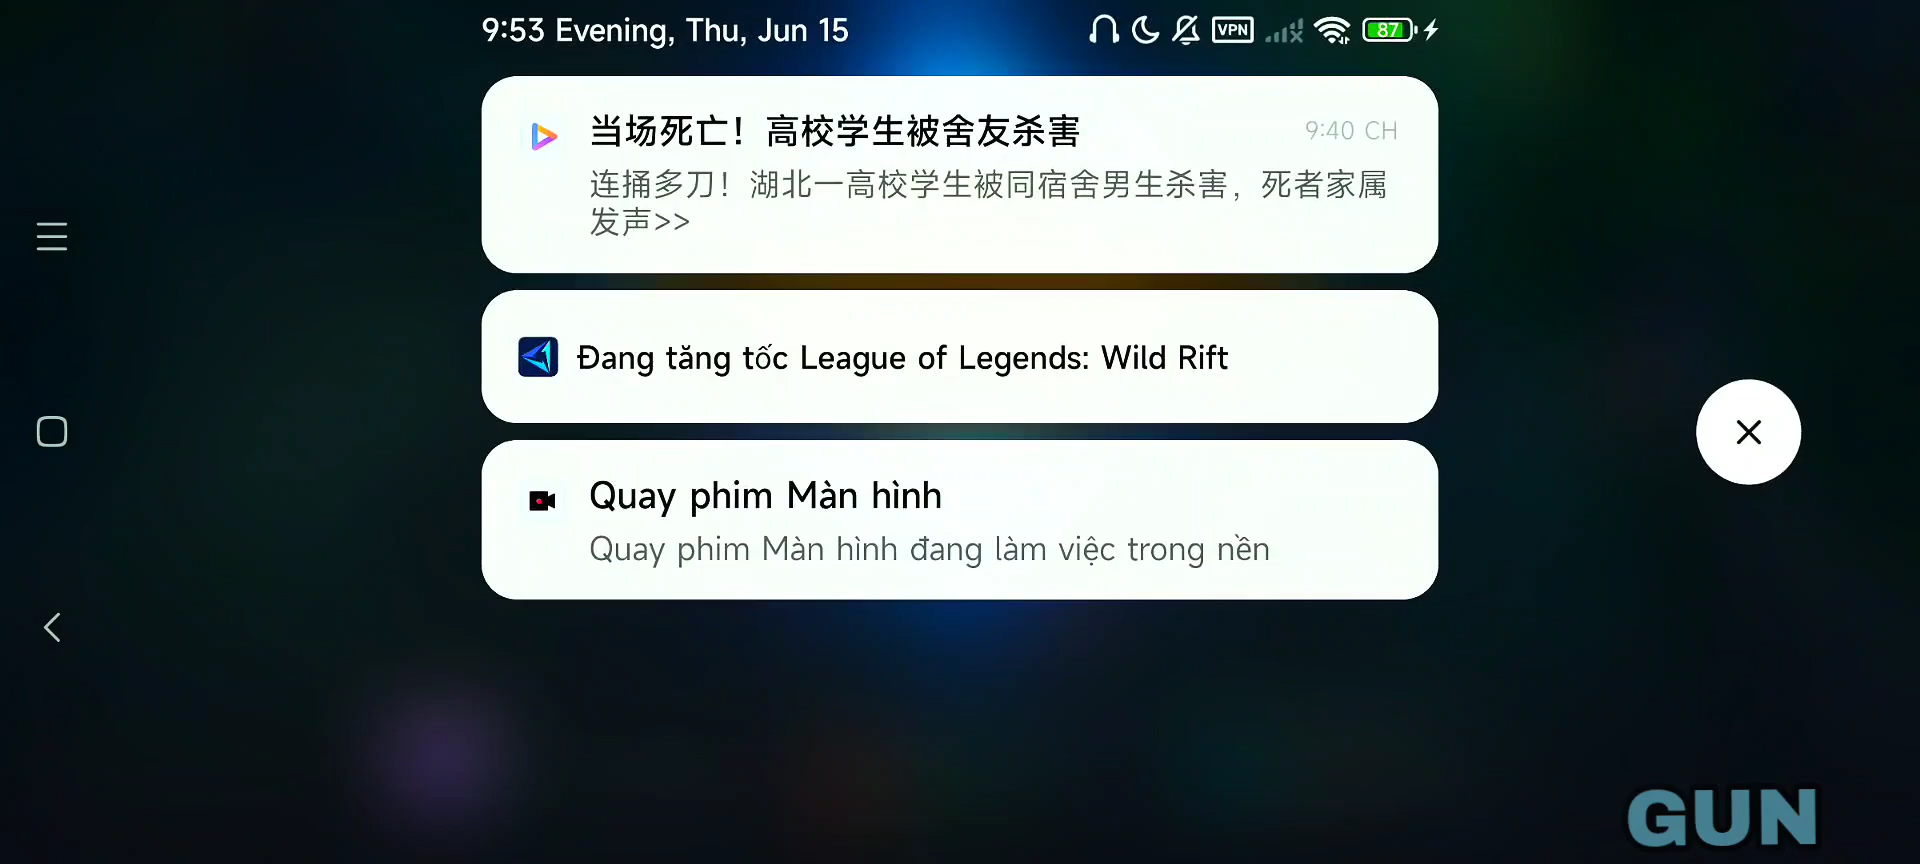 9:53 Evening, Thu, Jun 15
VPN
87
当场死亡！高校学生被舍友杀害
9:40 CH
连捅多刀！湖北一高校学生被同宿舍男生杀害，死者家属
发声>>
Đang tăng tốc League of Legends: Wild Rift
Quay phim Màn hình
Quay phim Màn hình đang làm việc trong nền
GUN